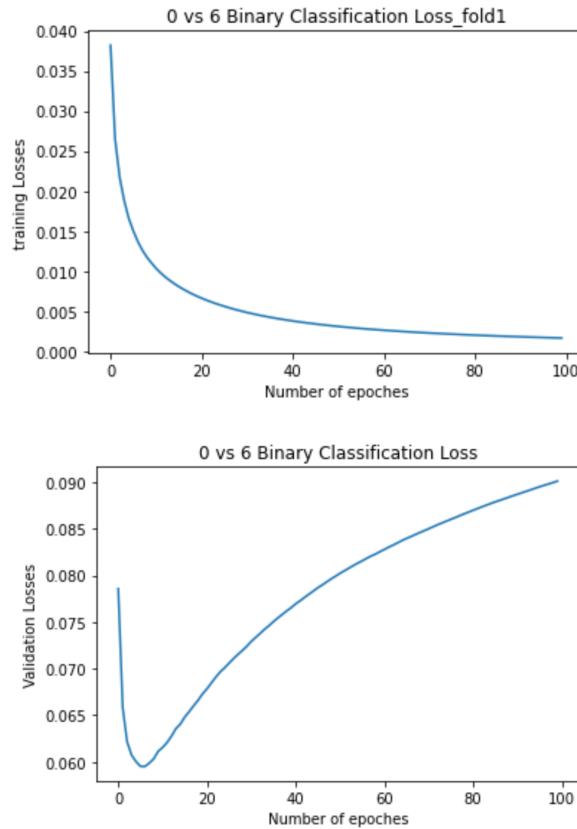 0 vs 6 Binary Classification Loss_fold1
0.040
0.035
0.030
0.025
0.020
0.015
0.010
0.005
0.000
training Losses
0 20 40 60 80 100
Number of epoches
0 vs 6 Binary Classification Loss
0.090
0.085
0.080
0.075
0.070
0.065
0.060
Validation Losses
0 20 40 60 80 100
Number of epoches